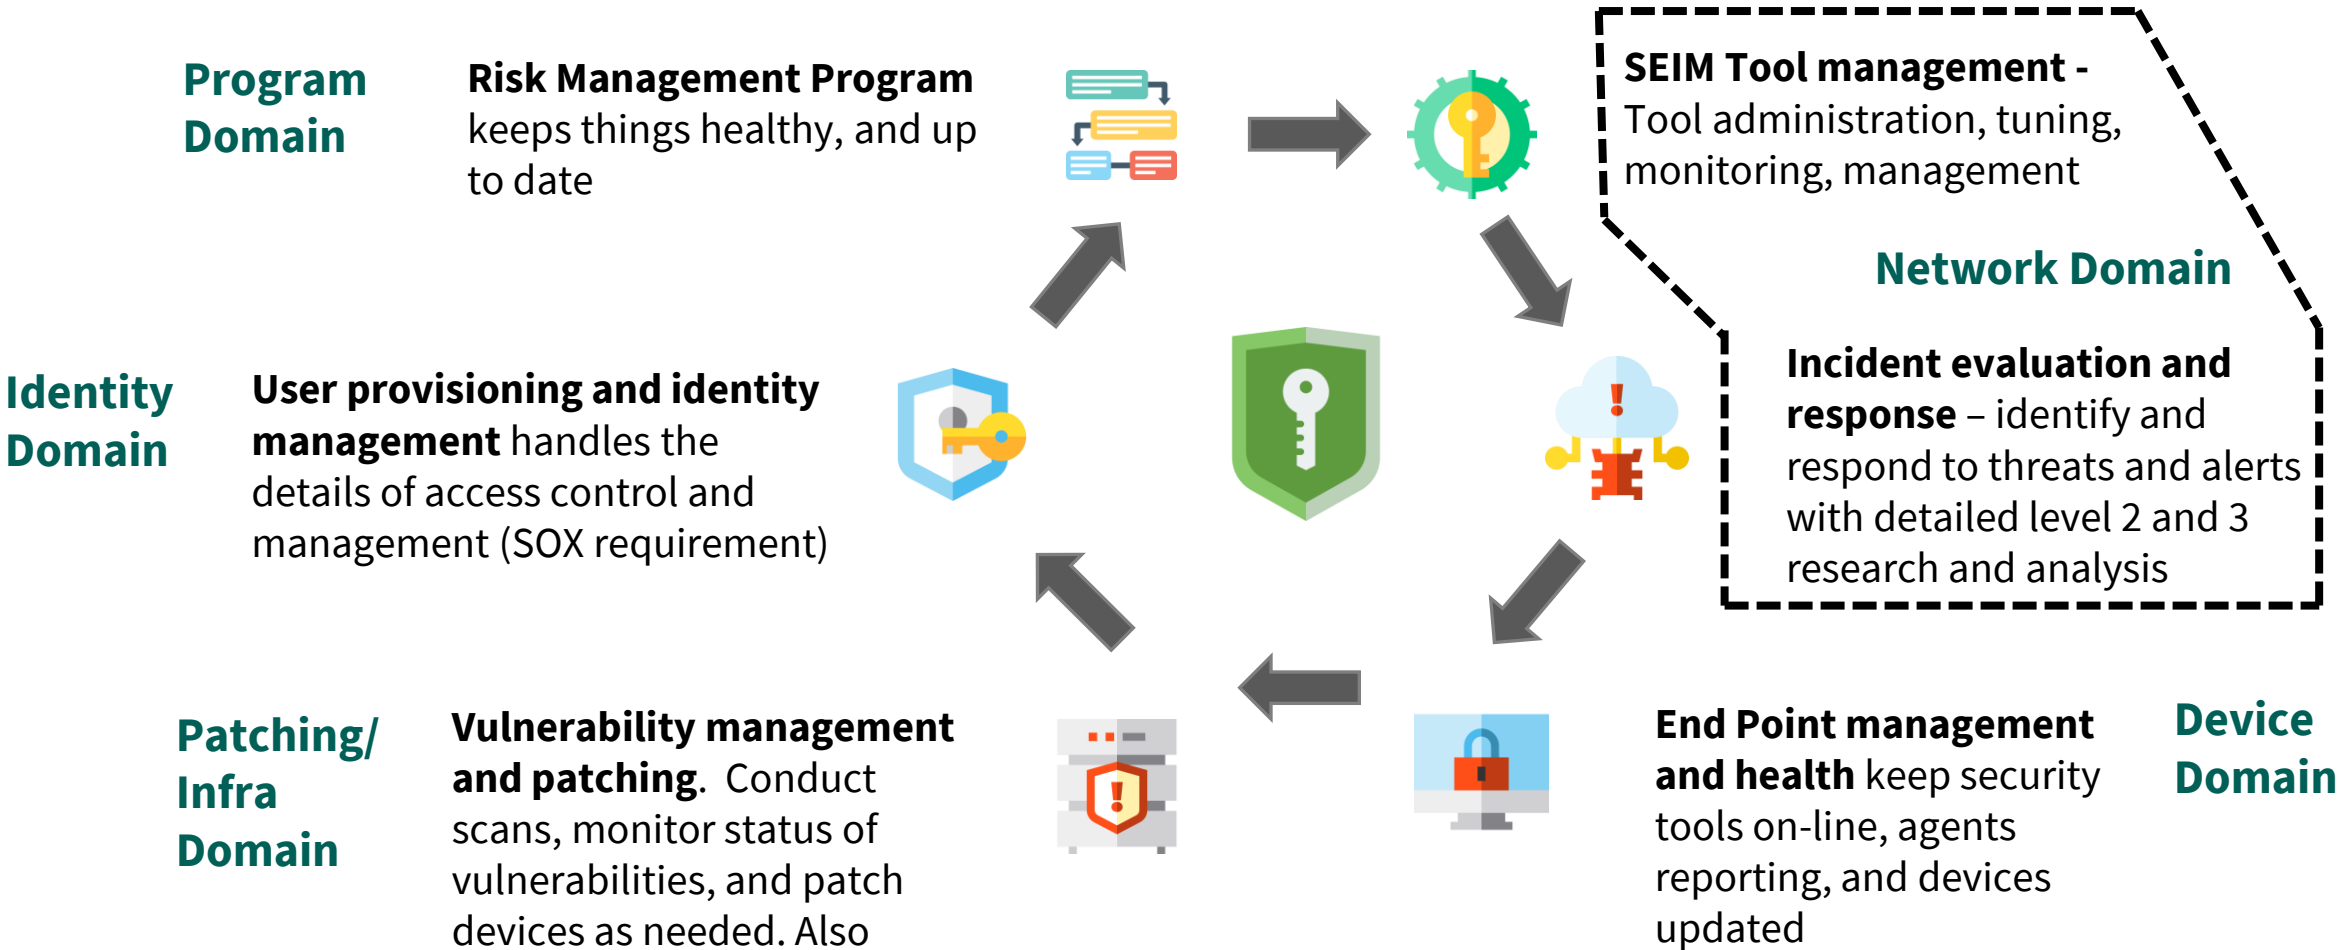 Program
Domain
Risk Management Program
keeps things healthy, and up
to date
SEIM Tool management -
Tool administration, tuning,
monitoring, management
Network Domain
Incident evaluation and
response – identify and
respond to threats and alerts
with detailed level 2 and 3
research and analysis
Identity
Domain
User provisioning and identity
management handles the
details of access control and
management (SOX requirement)
Patching/
Infra
Domain
Vulnerability management
and patching.  Conduct
scans, monitor status of
vulnerabilities, and patch
devices as needed. Also
End Point management
and health keep security
tools on-line, agents
reporting, and devices
updated
Device
Domain